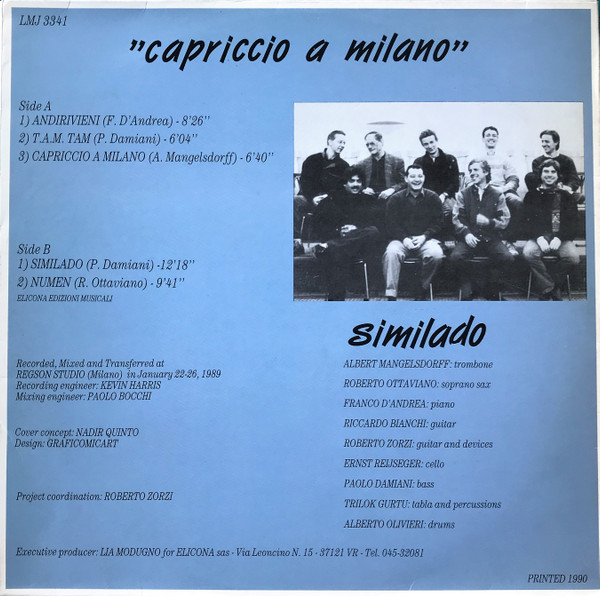 LMJ 3341
"capriccio a milano"
Side A
1) ANDIRIVIENI (F. D'Andrea) - 8'26"
2) T.A.M. TAM (P. Damiani) - 6'04"
3) CAPRICCIO A MILANO (A. Mangelsdorff) - 6'40"
Side B
1) SIMILADO (P. Damiani) -12'18"
2) NUMEN (R. Ottaviano) - 9'41"
ELICONA EDIZIONI MUSICALI
similado
ALBERT MANGELSDORFF: trombone
ROBERTO OTTAVIANO: soprano sax
FRANCO D'ANDREA: piano
RICCARDO BIANCHI: guitar
ROBERTO ZORZI: guitar and devices
ERNST REIJSEGER: cello
PAOLO DAMIANI: bass
TRILOK GURTU: tabla and percussions
ALBERTO OLIVIERI: drums
Recorded, Mixed and Transferred at
REGSON STUDIO (Milano) in January 22-26, 1989
Recording engineer: KEVIN HARRIS
Mixing engineer: PAOLO BOCCHI
Cover concept: NADIR QUINTO
Design: GRAFICOMICART
Project coordination: ROBERTO ZORZI
Executive producer: LIA MODUGNO for ELICONA sas - Via Leoncino N. 15 - 37121 VR - Tel. 045-32081
PRINTED 1990